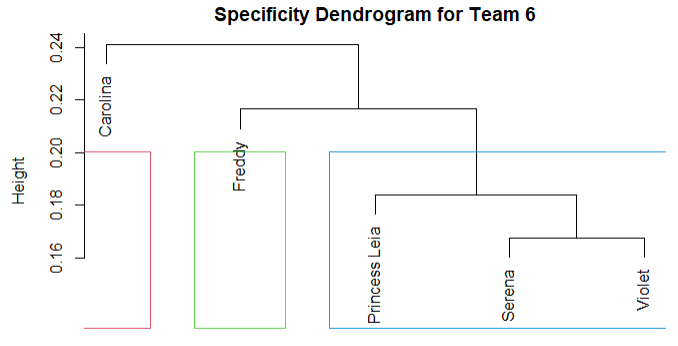 Specificity Dendrogram for Team 6
Height
0.24
0.22
0.20
0.18
0.16
Carolina
Freddy
Princess Leia
Serena
Violet